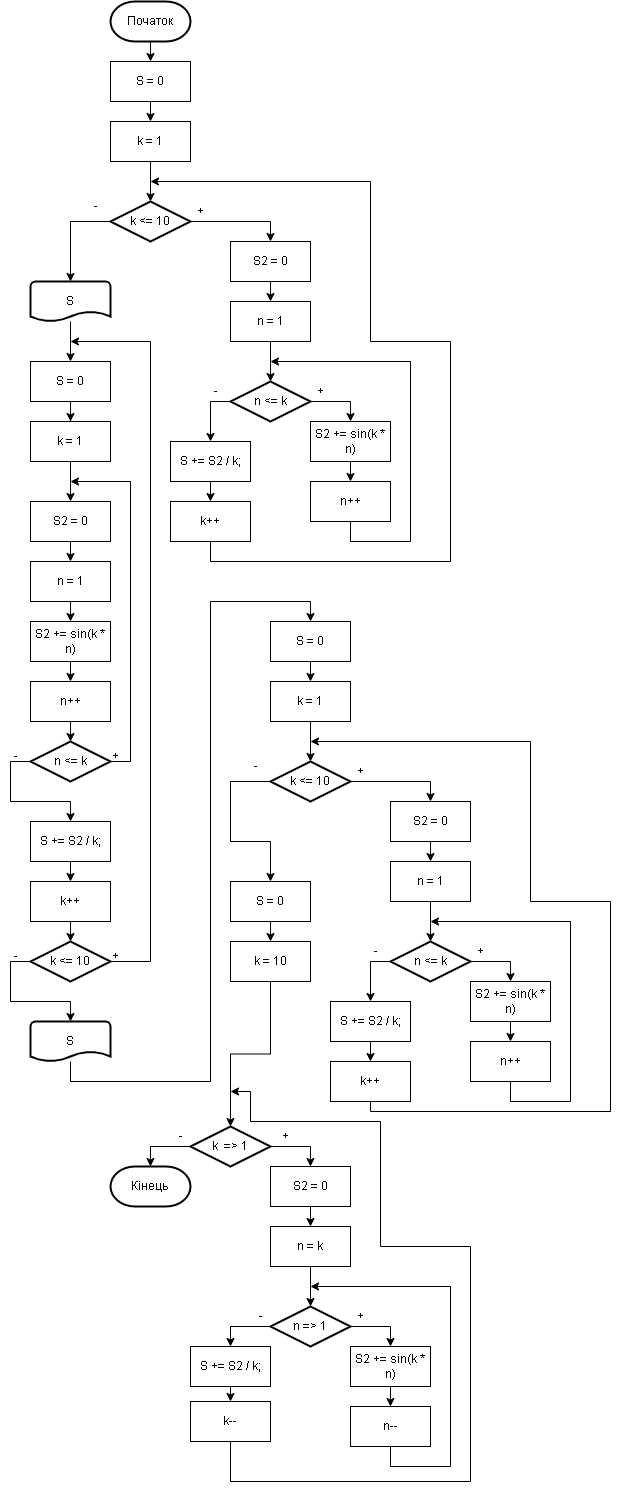 Початок
S = 0
k = 1
k <= 10
-
+
S2 = 0
n = 1
n <= k
-
+
S2 += sin(k *
n)
n++
S += S2 / k;
k++
S
S = 0
k = 1
S2 = 0
n = 1
S2 += sin(k *
n)
n++
n <= k
-
+
S += S2 / k;
k++
k <= 10
-
+
S
S = 0
k = 1
k <= 10
-
+
S2 = 0
n = 1
n <= k
-
+
S2 += sin(k *
n)
n++
S += S2 / k;
k++
S = 0
k = 10
k => 1
-
+
Кінець
S2 = 0
n = k
n => 1
-
+
S2 += sin(k *
n)
n--
S += S2 / k;
k--